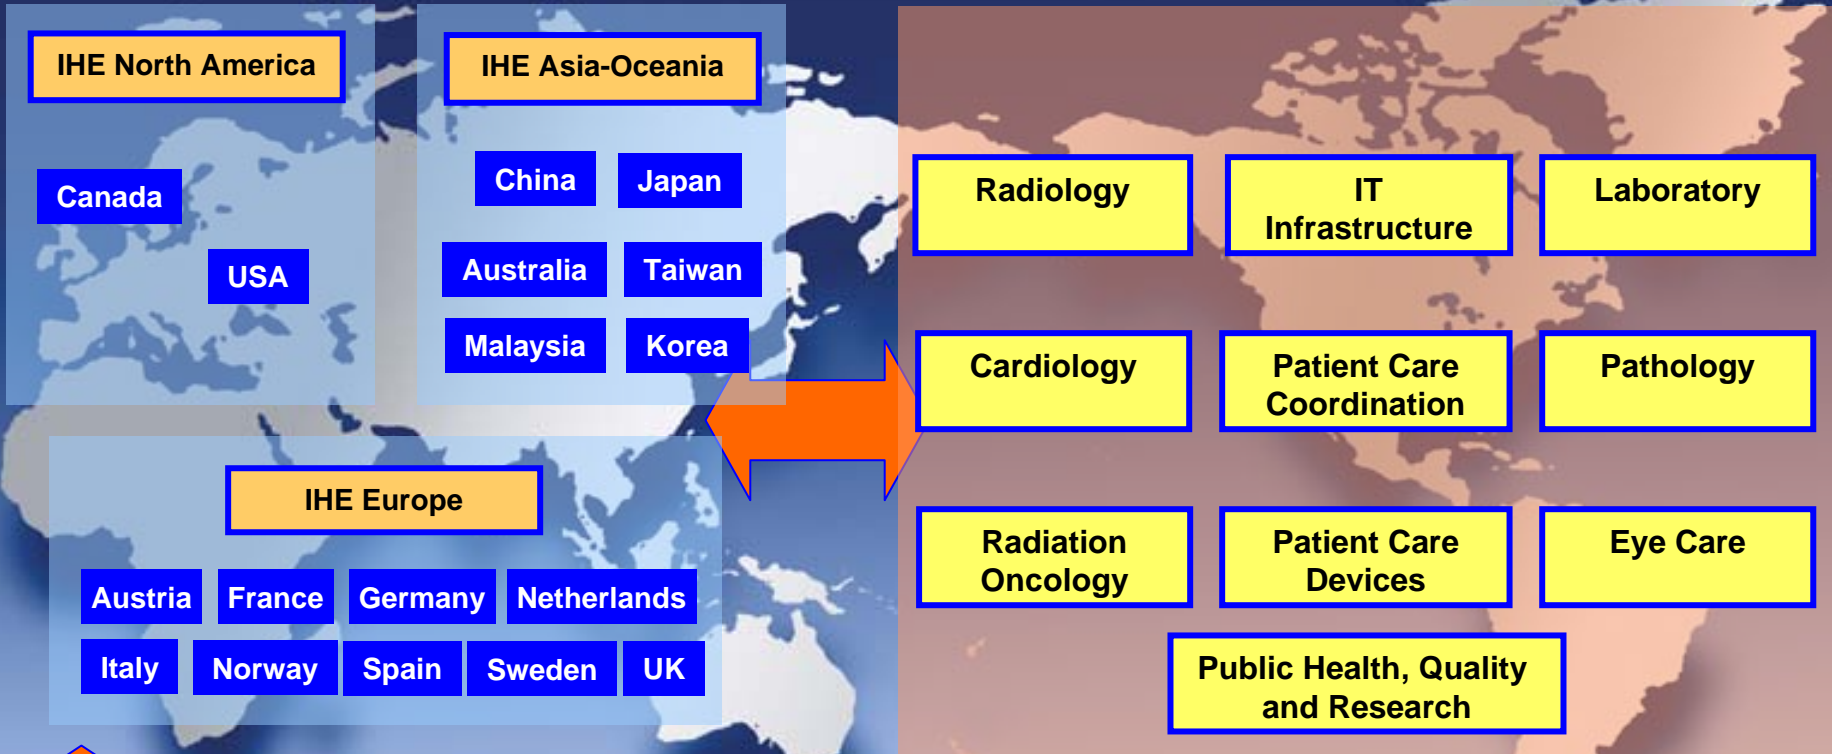 IHE North America
Canada
USA
IHE Asia-Oceania
China
Japan
Australia
Taiwan
Malaysia
Korea
IHE Europe
Austria
France
Germany
Netherlands
Italy
Norway
Spain
Sweden
UK
Radiology
IT
Infrastructure
Laboratory
Cardiology
Patient Care
Coordination
Pathology
Radiation
Oncology
Patient Care
Devices
Eye Care
Public Health, Quality
and Research